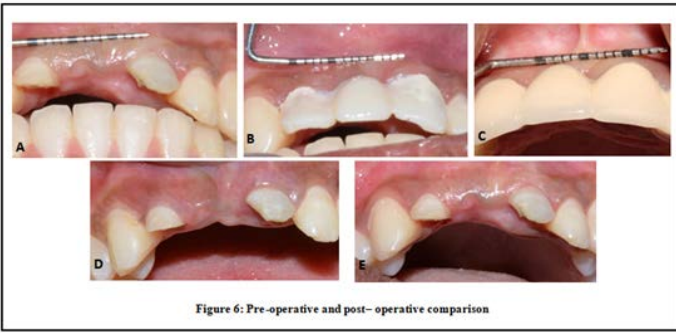 A
B
C
D
E
Figure 6: Pre-operative and post– operative comparison